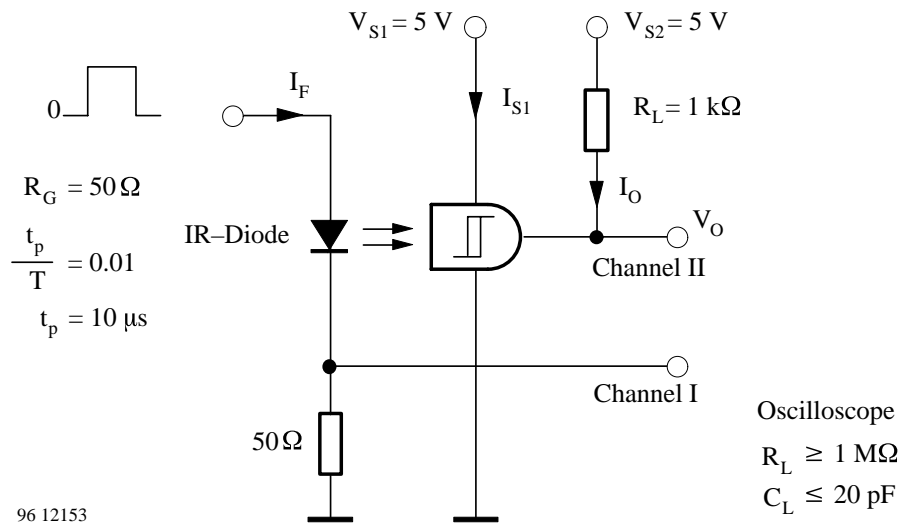 V_S1 = 5 V
V_S2 = 5 V
I_F
0
I_S1
R_L = 1 kΩ
R_G = 50 Ω
I_O
V_O
IR–Diode
t_p
T
= 0.01
Channel II
t_p = 10 μs
Channel I
Oscilloscope
50 Ω
R_L ≥ 1 MΩ
C_L ≤ 20 pF
96 12153